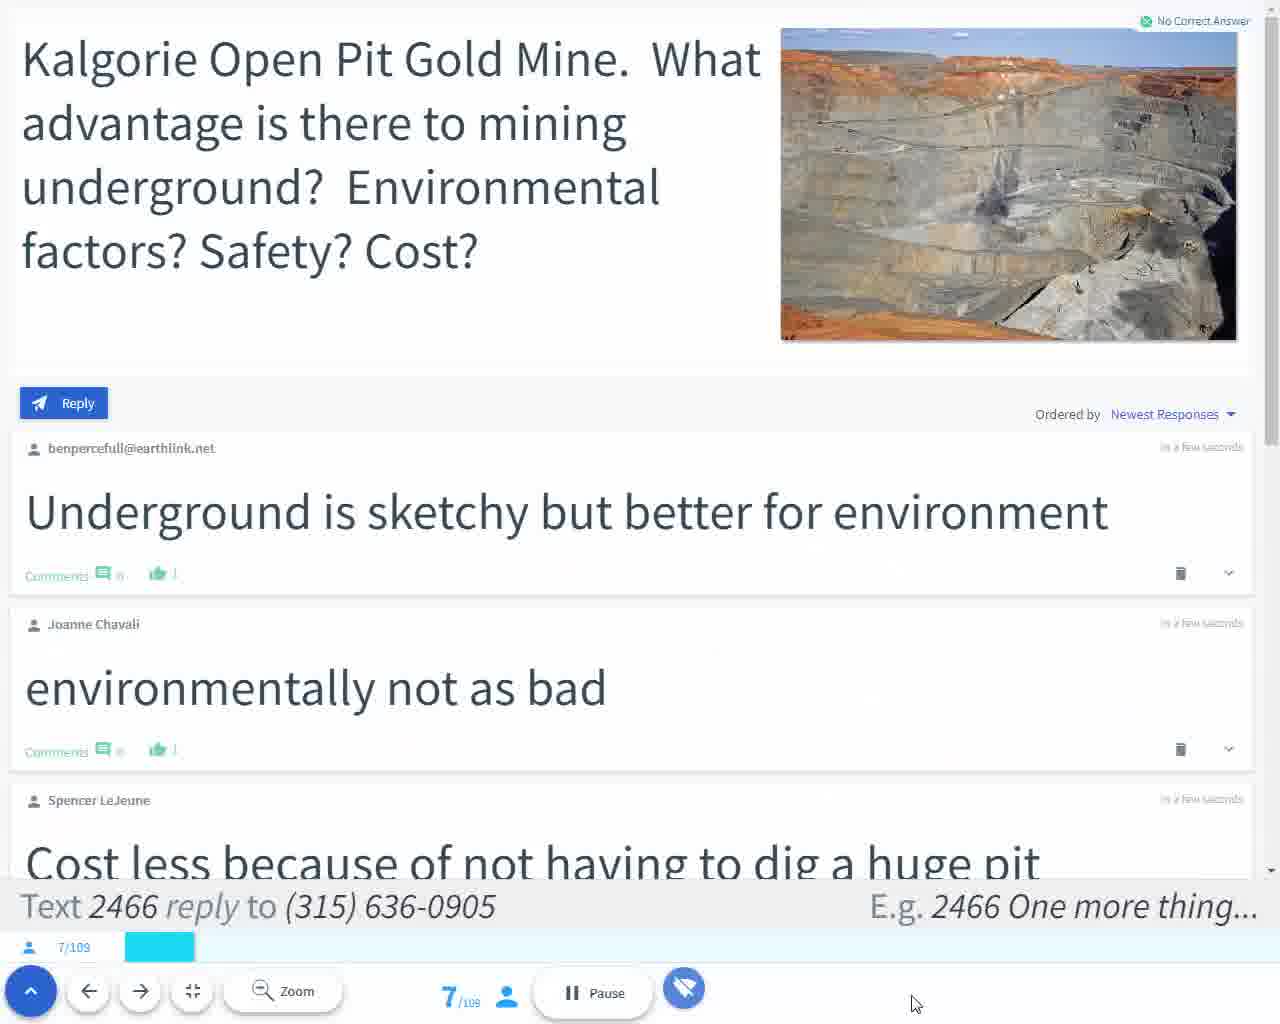 No Correct Answer
Kalgorie Open Pit Gold Mine. What
advantage is there to mining
underground? Environmental
factors? Safety? Cost?
Reply
Ordered by Newest Responses
benpercefull@earthlink.net
in a few seconds
Underground is sketchy but better for environment
Comments 0 1
Joanne Chavali
in a few seconds
environmentally not as bad
Comments 0 1
Spencer LeJeune
in a few seconds
Cost less because of not having to dig a huge pit
Text 2466 reply to (315) 636-0905
E.g. 2466 One more thing...
7/109
Zoom
7/109
Pause